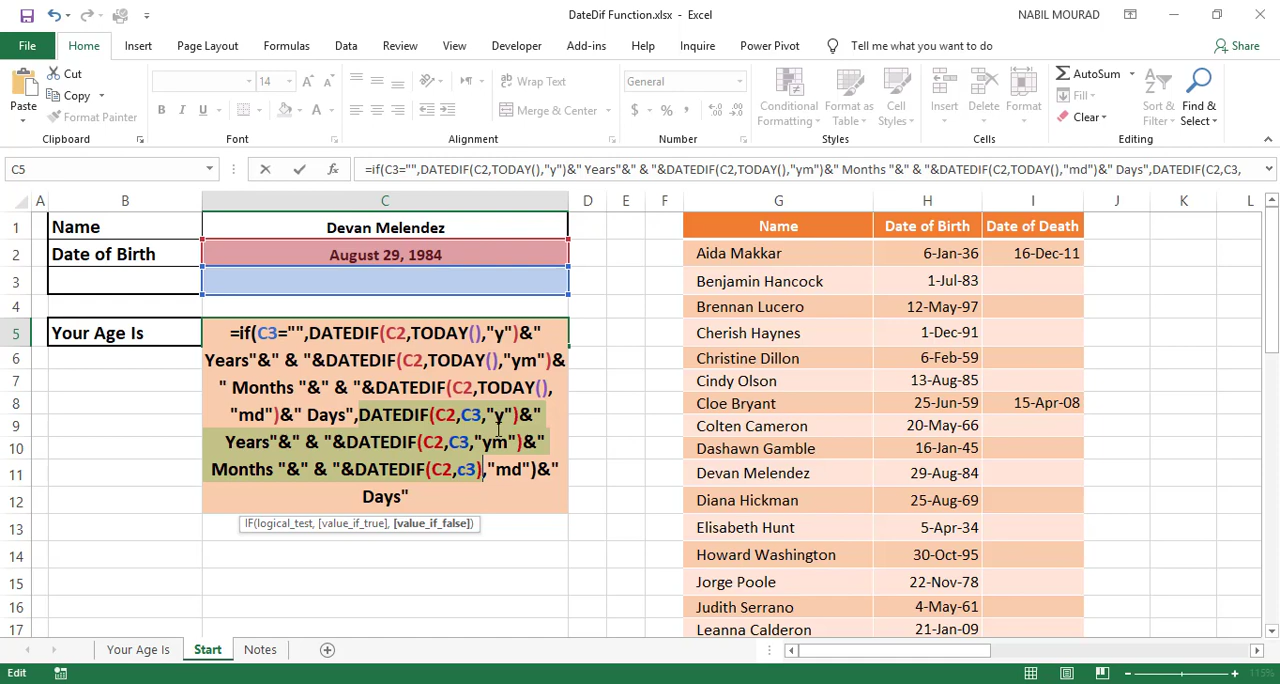 DateDif Function.xlsx - Excel
NABIL MOURAD
File Home Insert Page Layout Formulas Data Review View Developer Add-ins Help Inquire Power Pivot Tell me what you want to do Share
Paste
Cut
Copy
Format Painter
Clipboard
14
B I U
Font
Wrap Text
Merge & Center
Alignment
General
$ % ,
Number
Conditional Formatting
Format as Table
Cell Styles
Styles
Insert
Delete
Format
Cells
AutoSum
Fill
Clear
Sort & Filter
Find & Select
Editing
C5
fx
=if(C3="",DATEDIF(C2,TODAY(),"y")&" Years"&" & "&DATEDIF(C2,TODAY(),"ym")&" Months "&" & "&DATEDIF(C2,TODAY(),"md")&" Days",DATEDIF(C2,C3,
A B C D E F G H I J K L
1 Name Devan Melendez Name Date of Birth Date of Death
2 Date of Birth August 29, 1984 Aida Makkar 6-Jan-36 16-Dec-11
3 Benjamin Hancock 1-Jul-83
4 Brennan Lucero 12-May-97
5 Your Age Is =if(C3="",DATEDIF(C2,TODAY(),"y")&" Cherish Haynes 1-Dec-91
6 Years"&" & "&DATEDIF(C2,TODAY(),"ym")& Christine Dillon 6-Feb-59
7 " Months "&" & "&DATEDIF(C2,TODAY(), Cindy Olson 13-Aug-85
8 "md")&" Days",DATEDIF(C2,C3,"y")&" Cloe Bryant 25-Jun-59 15-Apr-08
9 Years"&" & "&DATEDIF(C2,C3,"ym")&" Colten Cameron 20-May-66
10 Months "&" & "&DATEDIF(C2,c3),"md")&" Dashawn Gamble 16-Jan-45
11 Days" Devan Melendez 29-Aug-84
12 Diana Hickman 25-Aug-69
IF(logical_test, [value_if_true], [value_if_false])
13 Elisabeth Hunt 5-Apr-34
14 Howard Washington 30-Oct-95
15 Jorge Poole 22-Nov-78
16 Judith Serrano 4-May-61
17 Leanna Calderon 21-Jan-09
Your Age Is Start Notes
Edit
115%